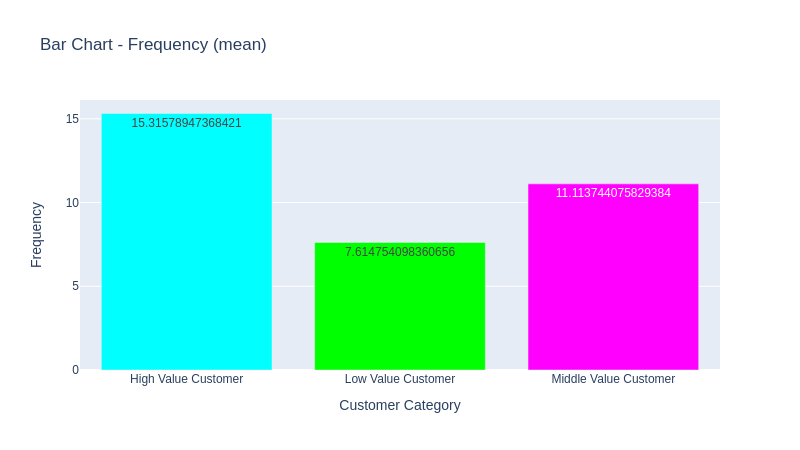 Bar Chart - Frequency (mean)
15
10
5
0
Frequency
15.31578947368421
7.614754098360656
11.113744075829384
High Value Customer
Low Value Customer
Middle Value Customer
Customer Category